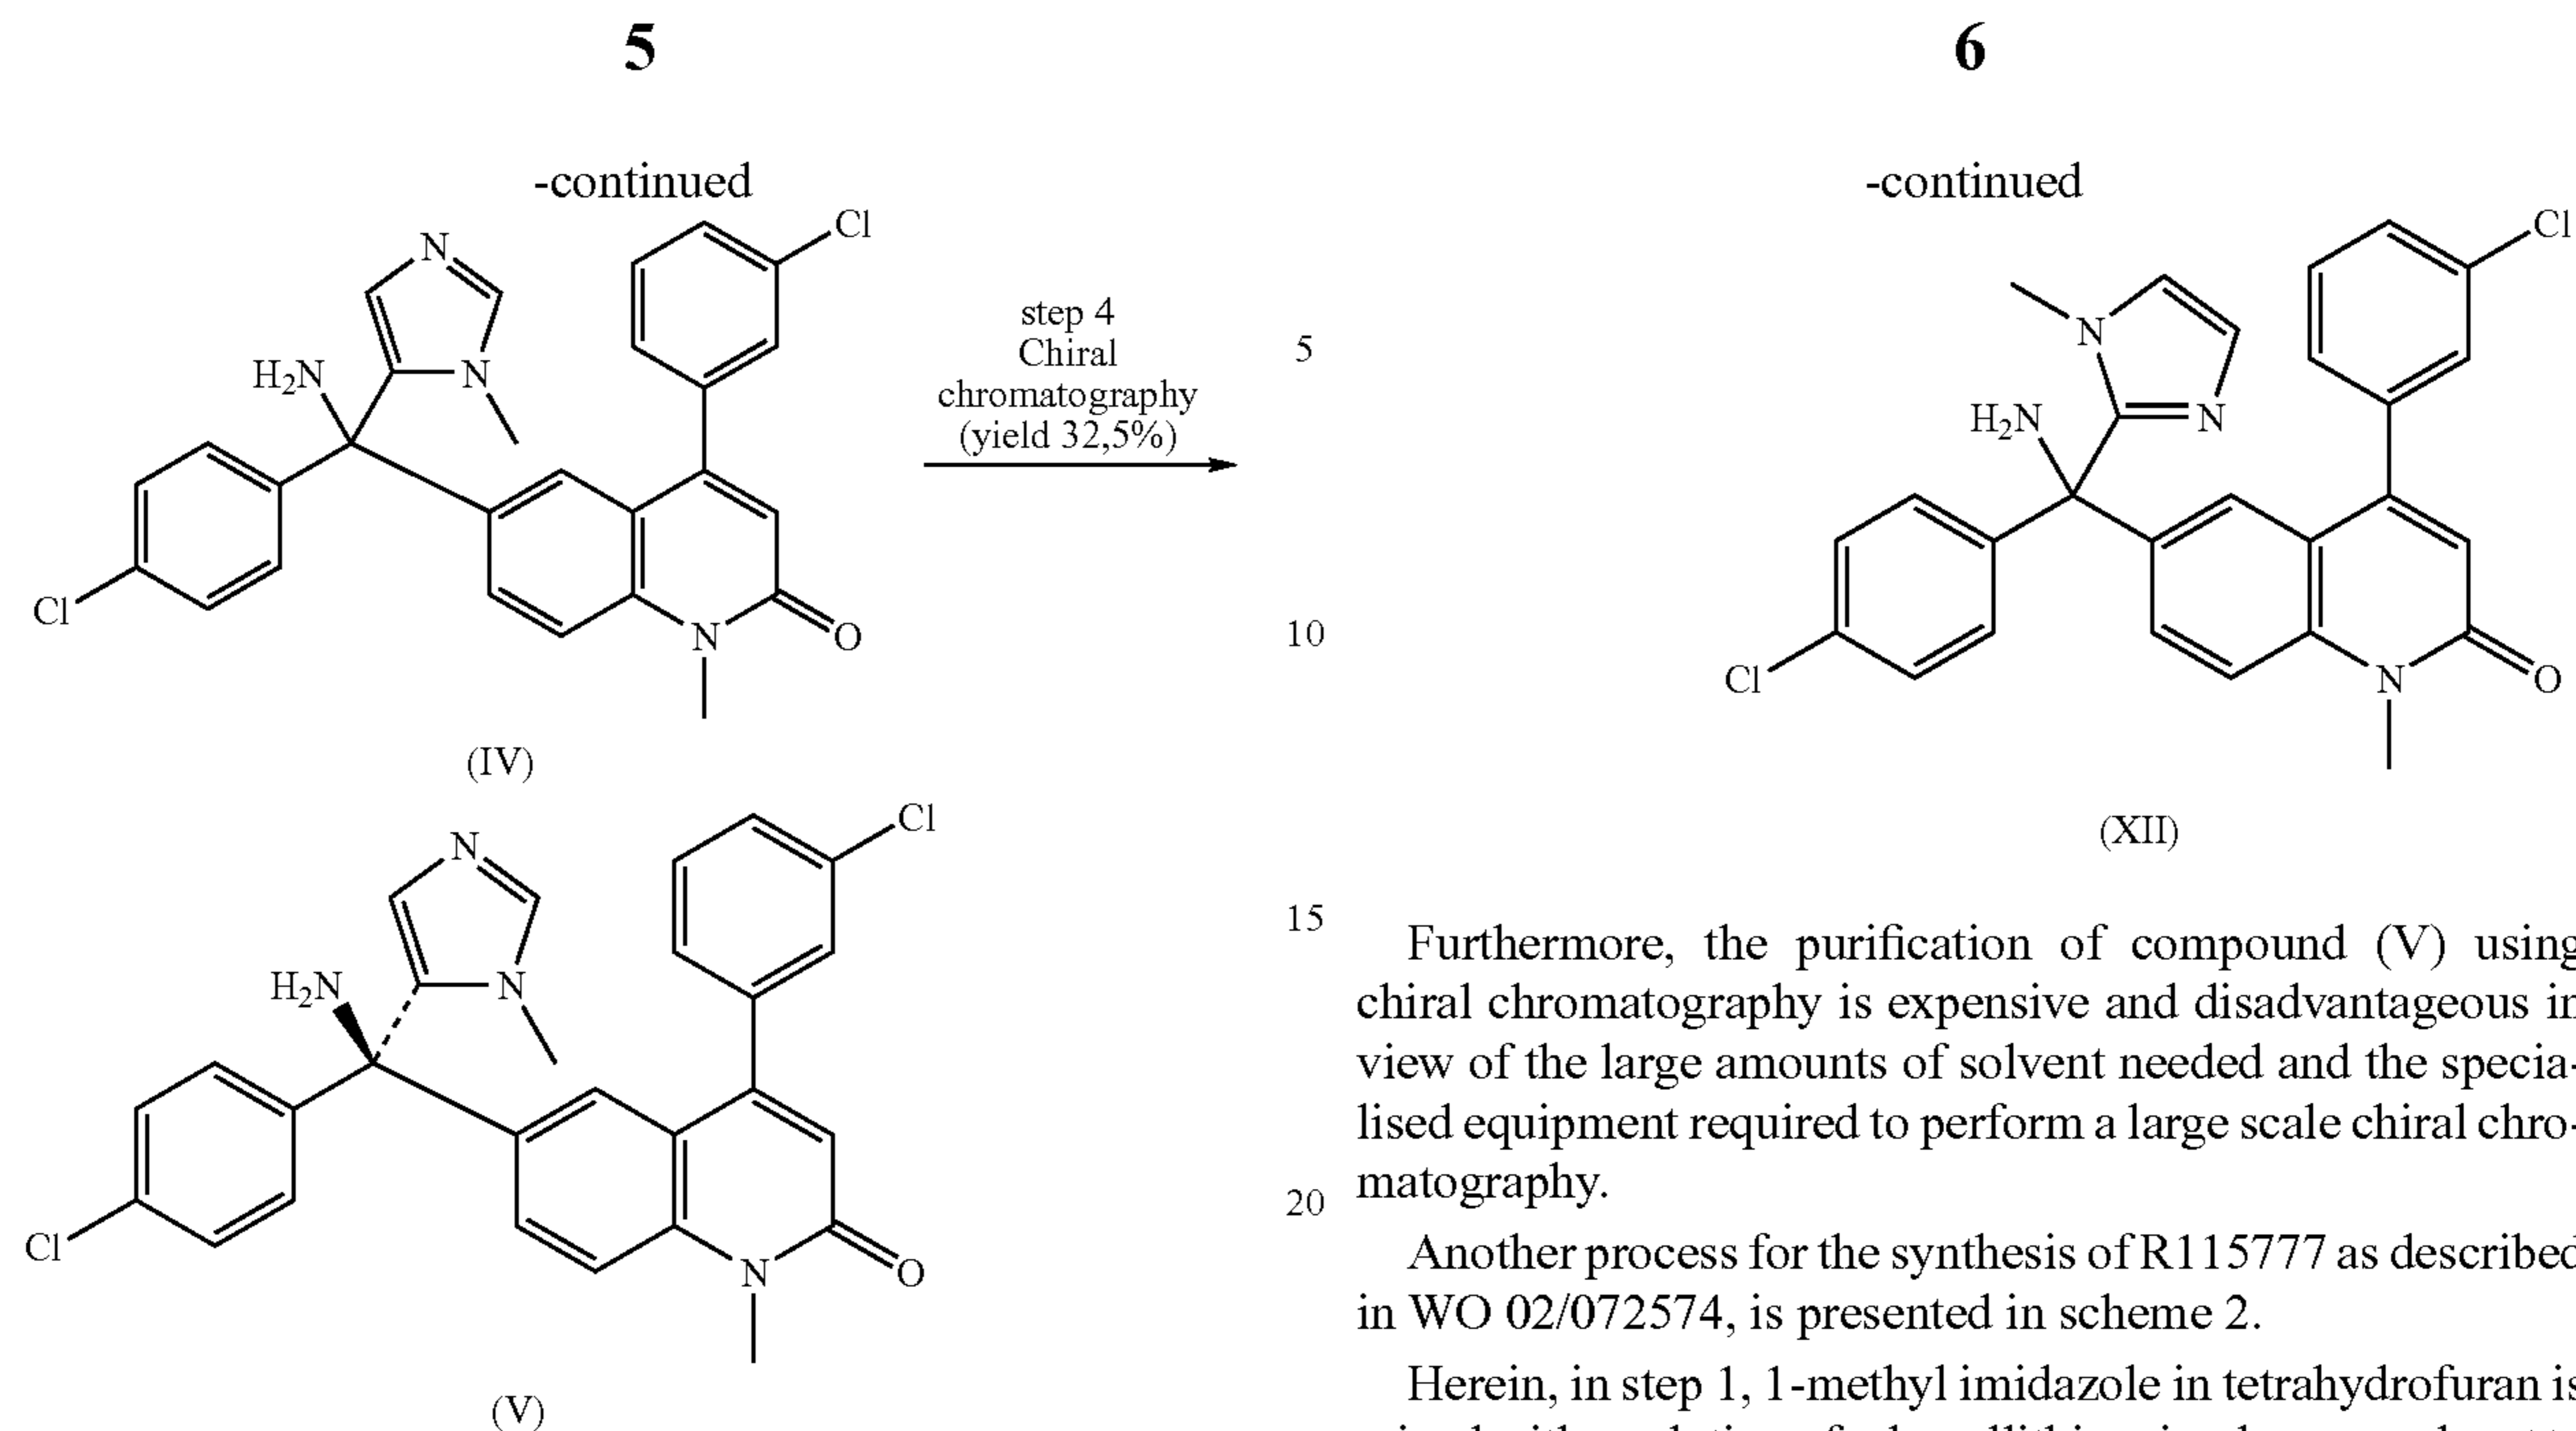 5
-continued
Cl
N
H2N
N
Cl
N
O
step 4
Chiral
chromatography
(yield 32,5%)
(IV)
Cl
N
H2N
N
Cl
N
O
(V)
6
-continued
Cl
N
H2N
N
Cl
N
O
(XII)
5
10
15
20
Furthermore, the purification of compound (V) using
chiral chromatography is expensive and disadvantageous in
view of the large amounts of solvent needed and the specia-
lised equipment required to perform a large scale chiral chro-
matography.
Another process for the synthesis of R115777 as described
in WO 02/072574, is presented in scheme 2.
Herein, in step 1, 1-methyl imidazole in tetrahydrofuran is